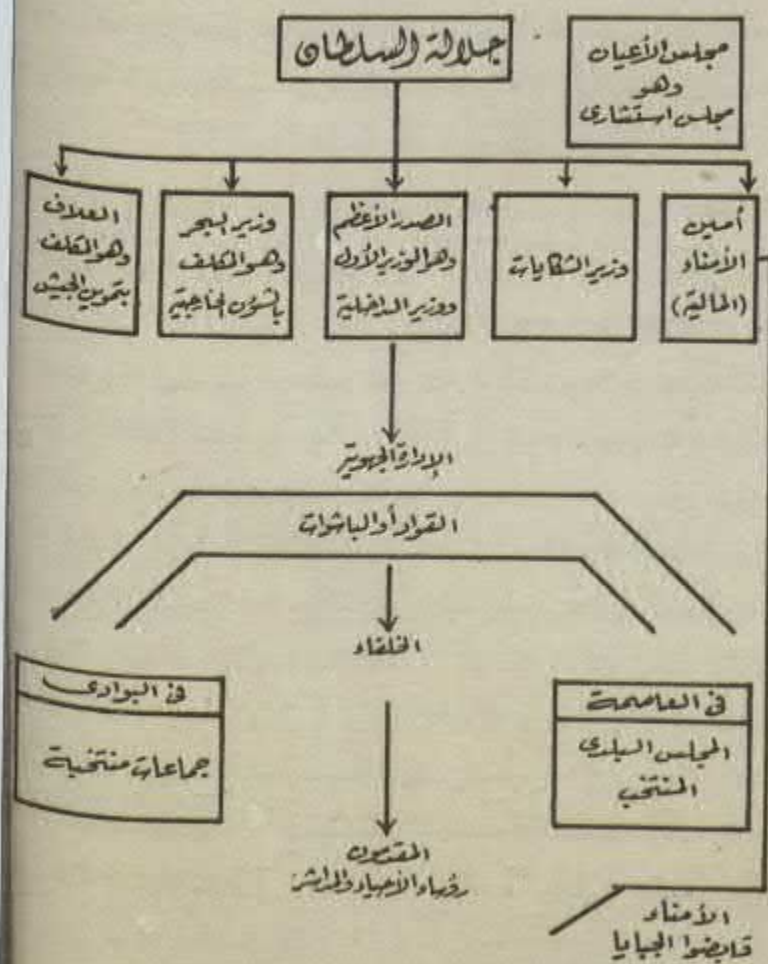 جلالة السلطان
مجلس الأعيان
وهو
مجلس استشاري
أمين
الأمناء
(المالية)
وزير الشكايات
الصدر الأعظم
وهو الوزير الأول
ووزير الداخلية
وزير البحر
وهو المكلف
بالشؤون الخارجية
العلاف
وهو المكلف
بتموين الجيش
الإدارة الجهوية
القواد أو الباشوات
الخلفاء
في العاصمة
المجلس البلدي
المنتخب
في البوادي
جماعات منتخبة
المقدمون
رؤساء الأحياء والمداشر
الأمناء
قابضوا الجبايا